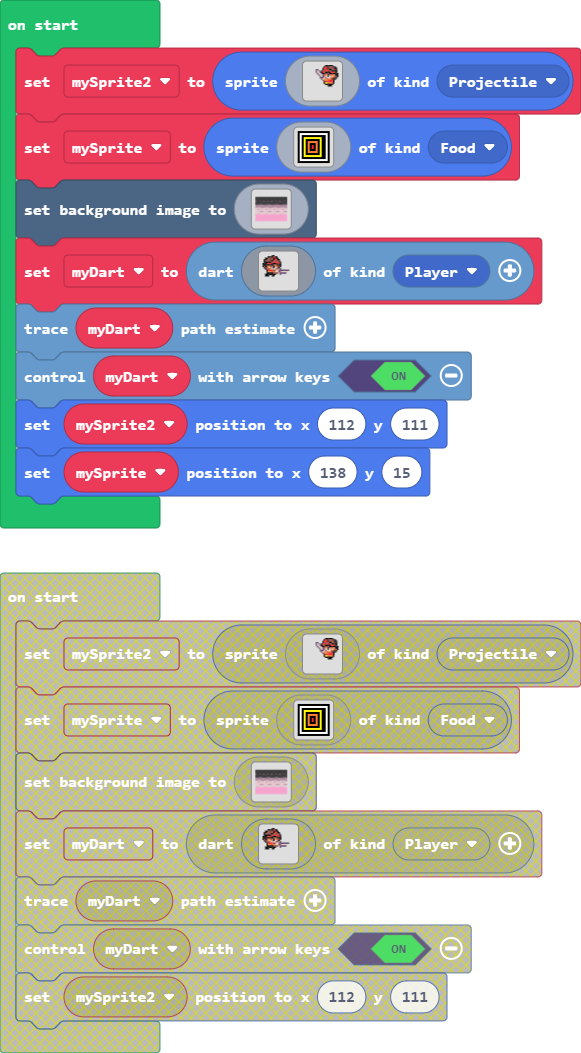 on start
set mySprite2 to sprite of kind Projectile
set mySprite to sprite of kind Food
set background image to
set myDart to dart of kind Player
trace myDart path estimate
control myDart with arrow keys ON
set mySprite2 position to x 112 y 111
set mySprite position to x 138 y 15
on start
set mySprite2 to sprite of kind Projectile
set mySprite to sprite of kind Food
set background image to
set myDart to dart of kind Player
trace myDart path estimate
control myDart with arrow keys ON
set mySprite2 position to x 112 y 111